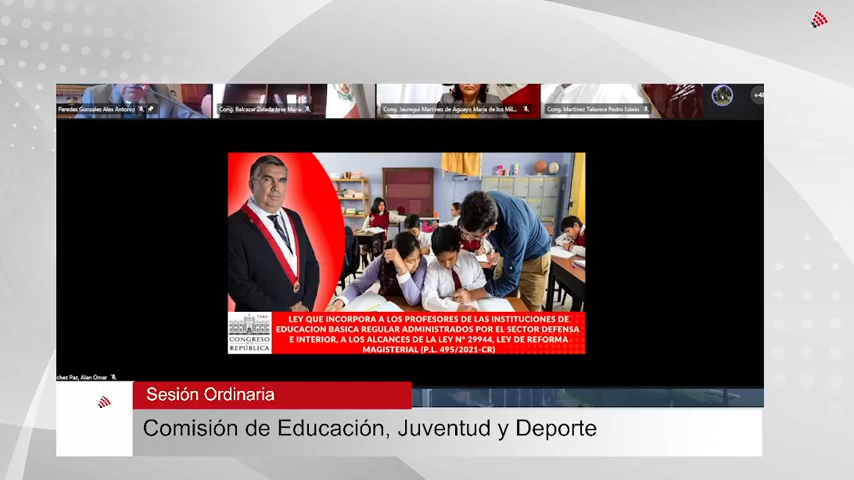 Paredes Gonzales Alex Antonio
Cong. Balcazar Zelada Jose Maria
Cong. Jauregui Martinez de Aguayo Maria de los Mil...
Cong. Martinez Talavera Pedro Edwin
LEY QUE INCORPORA A LOS PROFESORES DE LAS INSTITUCIONES DE
EDUCACION BASICA REGULAR ADMINISTRADOS POR EL SECTOR DEFENSA
E INTERIOR, A LOS ALCANCES DE LA LEY Nº 29944, LEY DE REFORMA
MAGISTERIAL (P.L. 495/2021-CR)
PERÚ
CONGRESO
REPÚBLICA
chez Paz, Alan Omar
Sesión Ordinaria
Comisión de Educación, Juventud y Deporte